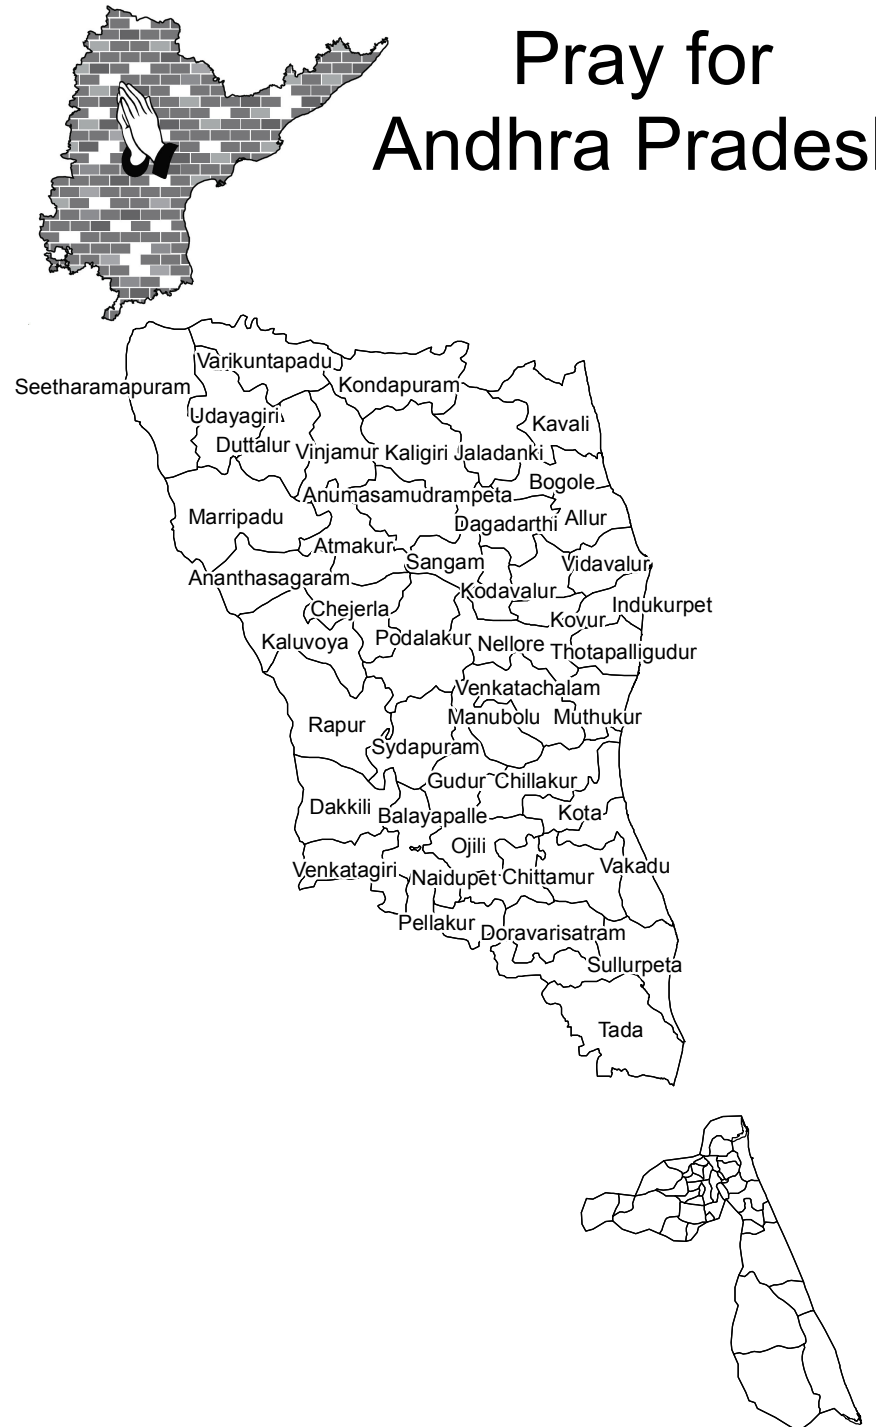 Pray for
Andhra Pradesh
Varikuntapadu
Kondapuram
Seetharamapuram
Udayagiri
Kavali
Duttalur
Vinjamur
Kaligiri
Jaladanki
Bogole
Anumasamudrampeta
Marripadu
Dagadarthi
Allur
Atmakur
Sangam
Vidavalur
Ananthasagaram
Kodavalur
Chejerla
Indukurpet
Kovur
Kaluvoya
Podalakur
Nellore
Thotapalligudur
Venkatachalam
Rapur
Manubolu
Muthukur
Sydapuram
Gudur
Chillakur
Dakkili
Balayapalle
Kota
Ojili
Venkatagiri
Naidupet
Chittamur
Vakadu
Pellakur
Doravarisatram
Sullurpeta
Tada